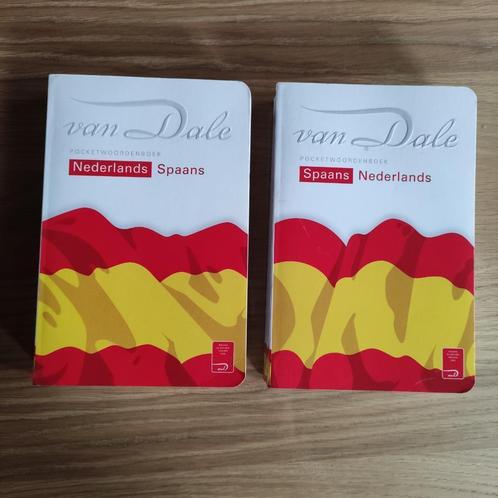 van Dale
POCKETWOORDENBOEK
Nederlands Spaans
van Dale
POCKETWOORDENBOEK
Spaans Nederlands